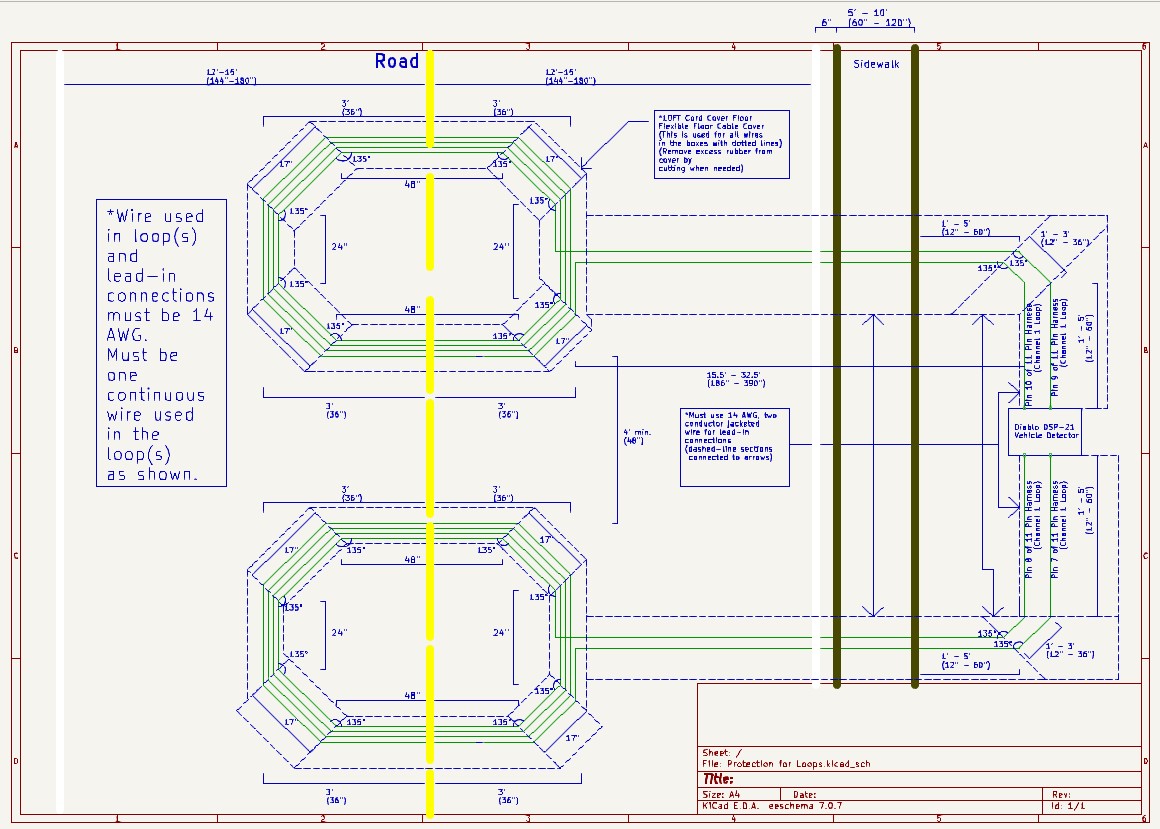 5' - 10'
6" (60" - 120")
1 2 3 4 5 6
Road
Sidewalk
12'-15'
(144"-180")
12'-15'
(144"-180")
3'
(36")
3'
(36")
*10FT Cord Cover Floor
Flexible Floor Cable Cover
(This is used for all wires
in the boxes with dotted lines)
(Remove excess rubber from
cover by
cutting when needed)
A
A
17"
135°
135°
17"
48"
135°
135°
24"
24"
*Wire used
in loop(s)
and
lead-in
connections
must be 14
AWG.
Must be
one
continuous
wire used
in the
loop(s)
as shown.
1' - 5'
(12" - 60")
1' - 3'
(12" - 36")
135°
135°
135°
135°
48"
17"
135°
135°
17"
B
B
Pin 10 of 11 Pin Harness
(Channel 1 Loop)
Pin 9 of 11 Pin Harness
(Channel 1 Loop)
1' - 5'
(12" - 60")
15.5' - 32.5'
(186" - 390")
3'
(36")
3'
(36")
4' min.
(48")
*Must use 14 AWG, two
conductor jacketed
wire for lead-in
connections
(dashed-line sections
connected to arrows)
Diablo DSP-21
Vehicle Detector
3'
(36")
3'
(36")
Pin 8 of 11 Pin Harness
(Channel 1 Loop)
Pin 7 of 11 Pin Harness
(Channel 1 Loop)
1' - 5'
(12" - 60")
C
C
17"
135°
135°
17"
48"
135°
135°
24"
24"
135°
135°
135°
1' - 5'
(12" - 60")
1' - 3'
(12" - 36")
135°
48"
17"
135°
135°
17"
D
D
3'
(36")
3'
(36")
Sheet: /
File: Protection for Loops.kicad_sch
Title:
Size: A4 Date: Rev:
KiCad E.D.A. eeschema 7.0.7 Id: 1/1
1 2 3 4 5 6